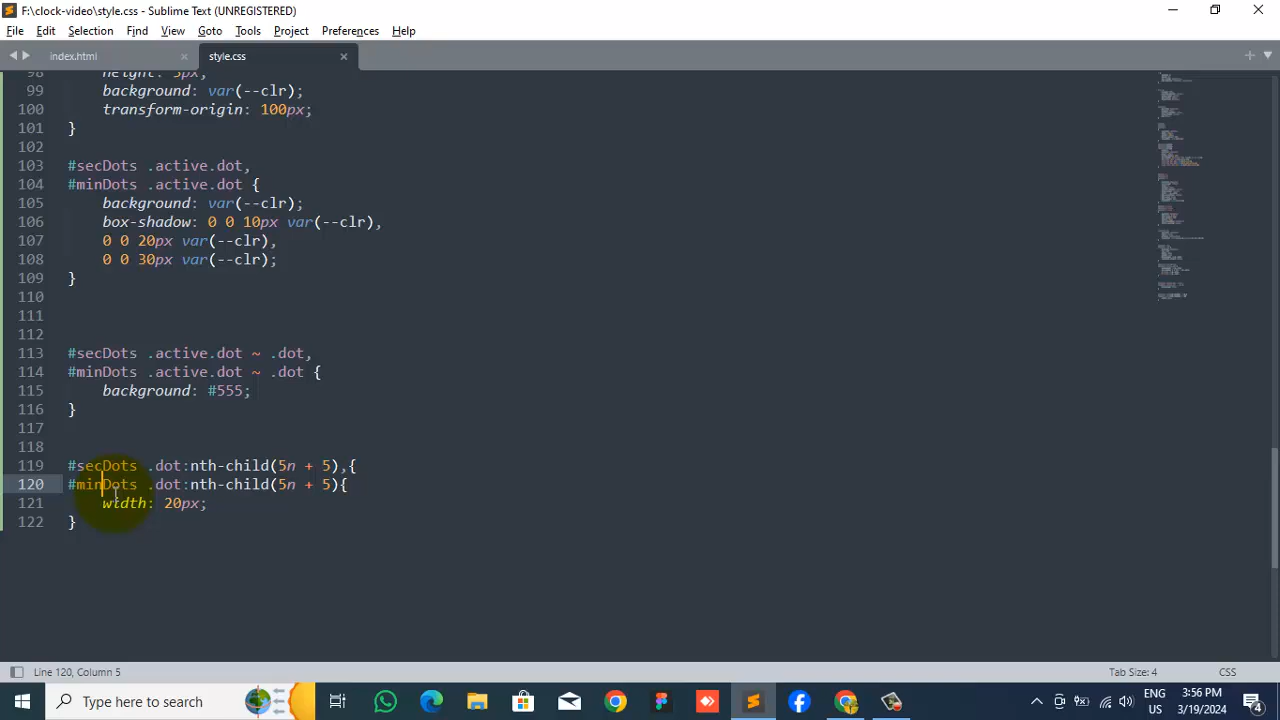 F:\clock-video\style.css - Sublime Text (UNREGISTERED)
File Edit Selection Find View Goto Tools Project Preferences Help
index.html × style.css ×
98 height: 5px;
99 background: var(--clr);
100 transform-origin: 100px;
101 }
102
103 #secDots .active.dot,
104 #minDots .active.dot {
105 background: var(--clr);
106 box-shadow: 0 0 10px var(--clr),
107 0 0 20px var(--clr),
108 0 0 30px var(--clr);
109 }
110
111
112
113 #secDots .active.dot ~ .dot,
114 #minDots .active.dot ~ .dot {
115 background: #555;
116 }
117
118
119 #secDots .dot:nth-child(5n + 5),{
120 #minDots .dot:nth-child(5n + 5){
121 width: 20px;
122 }
Line 120, Column 5 Tab Size: 4 CSS
Type here to search ENG US 3:56 PM 3/19/2024 4